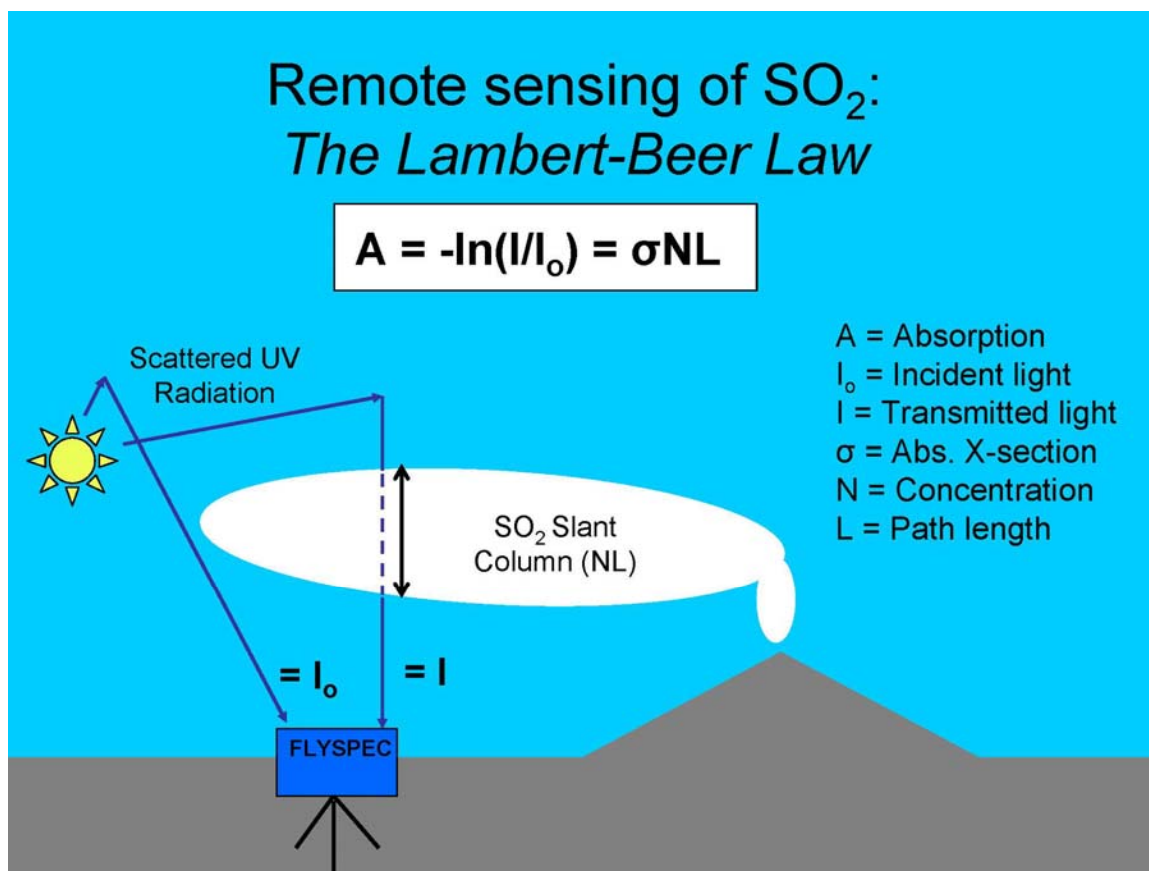 Remote sensing of SO₂:
The Lambert-Beer Law
A = -ln(I/Iₒ) = σNL
Scattered UV
Radiation
A = Absorption
Iₒ = Incident light
I = Transmitted light
σ = Abs. X-section
N = Concentration
L = Path length
SO₂ Slant
Column (NL)
= Iₒ
= I
FLYSPEC